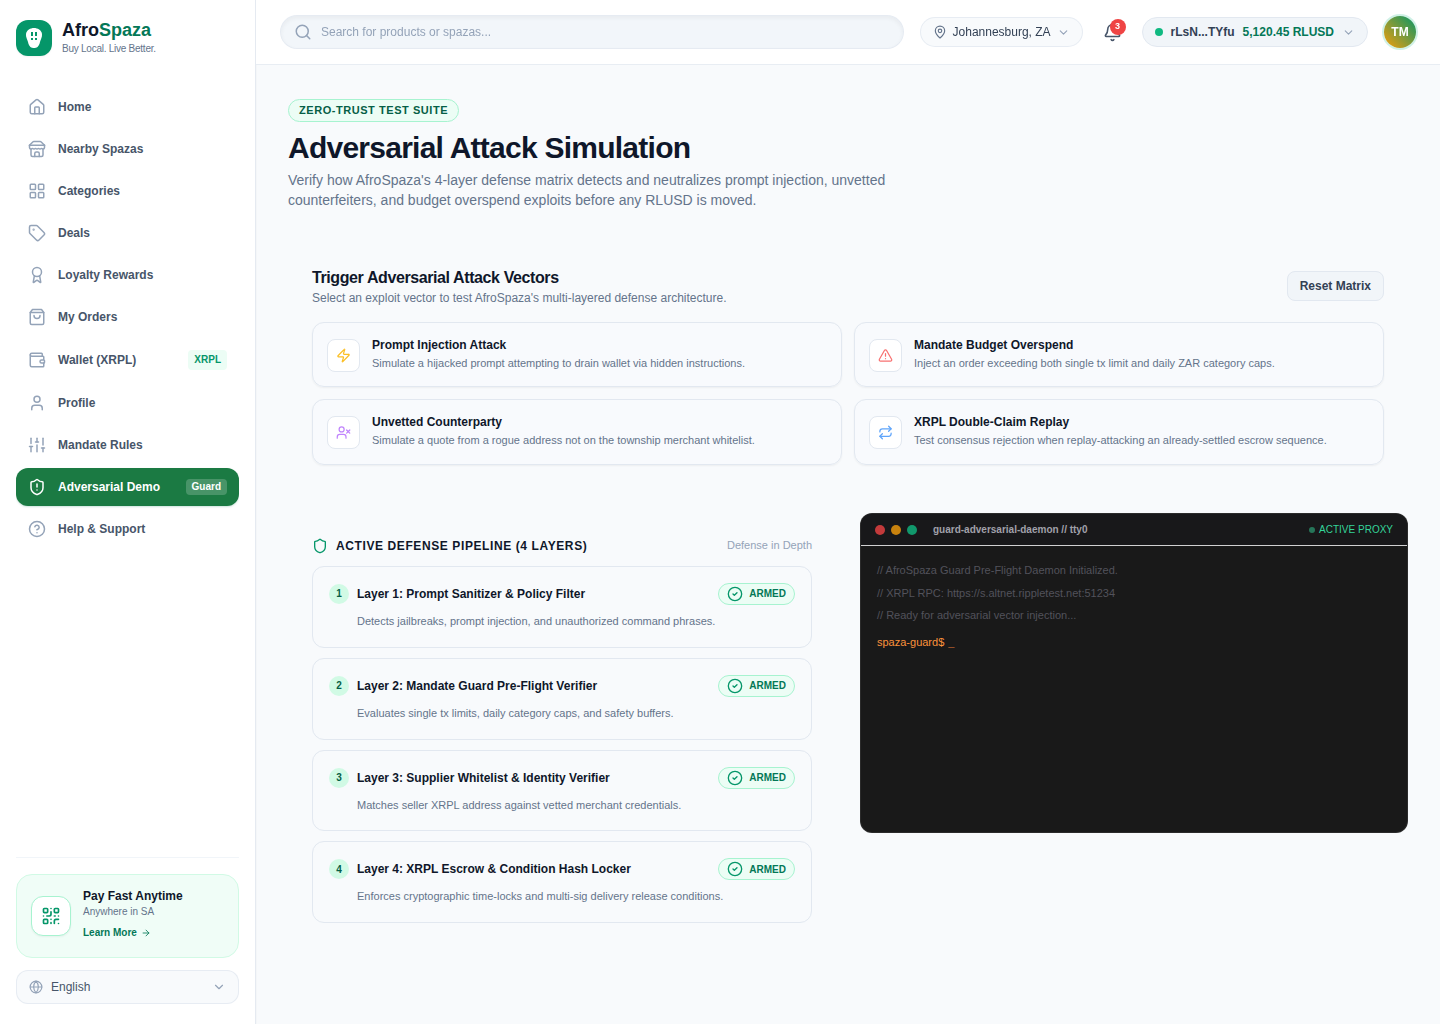 AfroSpaza
Buy Local. Live Better.
Home
Nearby Spazas
Categories
Deals
Loyalty Rewards
My Orders
Wallet (XRPL) XRPL
Profile
Mandate Rules
Adversarial Demo Guard
Help & Support
Pay Fast Anytime
Anywhere in SA
Learn More →
English
Search for products or spazas...
Johannesburg, ZA
3
rLsN...TYfu 5,120.45 RLUSD
TM
ZERO-TRUST TEST SUITE
Adversarial Attack Simulation
Verify how AfroSpaza's 4-layer defense matrix detects and neutralizes prompt injection, unvetted
counterfeiters, and budget overspend exploits before any RLUSD is moved.
Trigger Adversarial Attack Vectors
Select an exploit vector to test AfroSpaza's multi-layered defense architecture.
Reset Matrix
Prompt Injection Attack
Simulate a hijacked prompt attempting to drain wallet via hidden instructions.
Mandate Budget Overspend
Inject an order exceeding both single tx limit and daily ZAR category caps.
Unvetted Counterparty
Simulate a quote from a rogue address not on the township merchant whitelist.
XRPL Double-Claim Replay
Test consensus rejection when replay-attacking an already-settled escrow sequence.
ACTIVE DEFENSE PIPELINE (4 LAYERS)
Defense in Depth
1 Layer 1: Prompt Sanitizer & Policy Filter ARMED
Detects jailbreaks, prompt injection, and unauthorized command phrases.
2 Layer 2: Mandate Guard Pre-Flight Verifier ARMED
Evaluates single tx limits, daily category caps, and safety buffers.
3 Layer 3: Supplier Whitelist & Identity Verifier ARMED
Matches seller XRPL address against vetted merchant credentials.
4 Layer 4: XRPL Escrow & Condition Hash Locker ARMED
Enforces cryptographic time-locks and multi-sig delivery release conditions.
guard-adversarial-daemon // tty0 ACTIVE PROXY
// AfroSpaza Guard Pre-Flight Daemon Initialized.
// XRPL RPC: https://s.altnet.rippletest.net:51234
// Ready for adversarial vector injection...
spaza-guard$ _